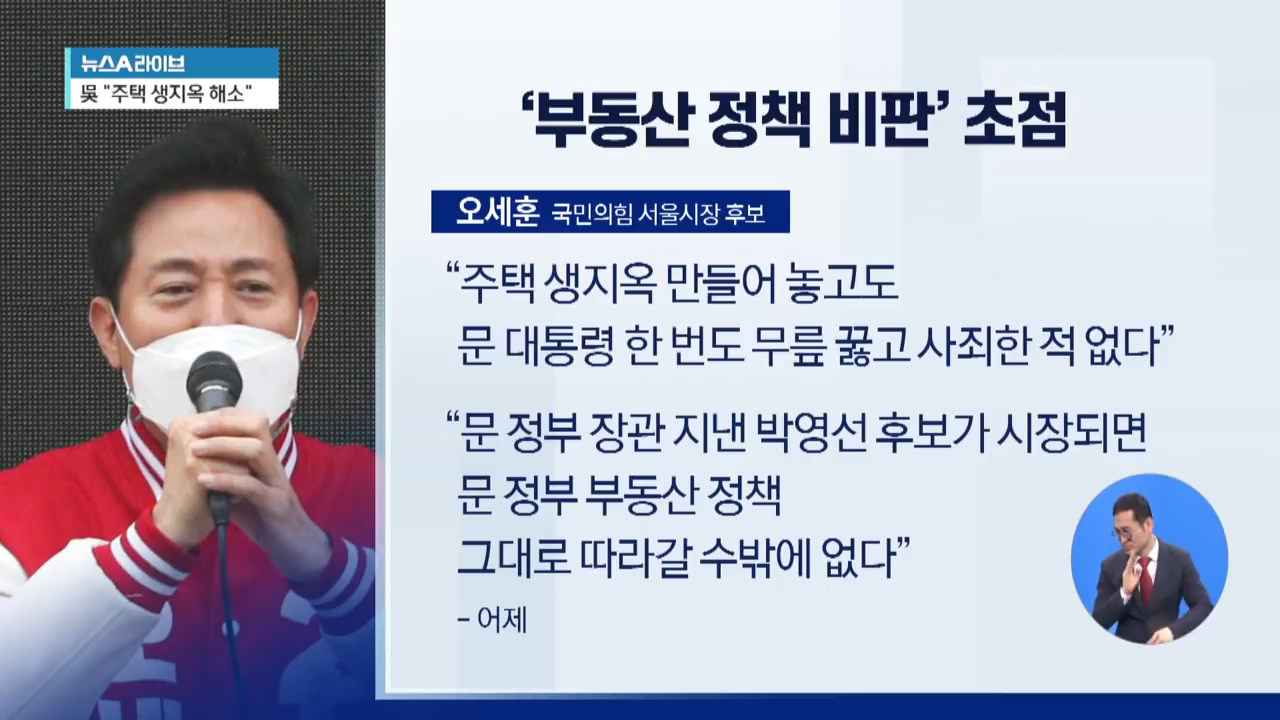 뉴스A라이브
吳 "주택 생지옥 해소"
‘부동산 정책 비판’ 초점
오세훈 국민의힘 서울시장 후보
“주택 생지옥 만들어 놓고도
문 대통령 한 번도 무릎 꿇고 사죄한 적 없다”
“문 정부 장관 지낸 박영선 후보가 시장되면
문 정부 부동산 정책
그대로 따라갈 수밖에 없다”
- 어제